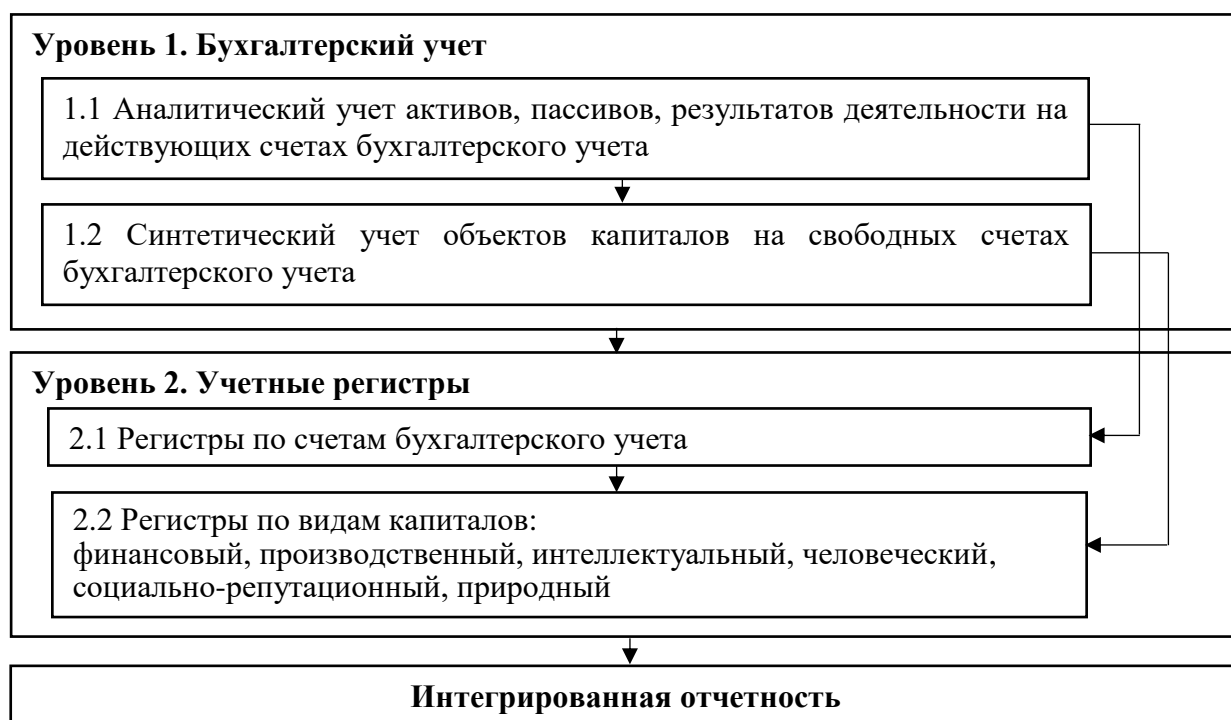 Уровень 1. Бухгалтерский учет
1.1 Аналитический учет активов, пассивов, результатов деятельности на
действующих счетах бухгалтерского учета
1.2 Синтетический учет объектов капиталов на свободных счетах
бухгалтерского учета
Уровень 2. Учетные регистры
2.1 Регистры по счетам бухгалтерского учета
2.2 Регистры по видам капиталов:
финансовый, производственный, интеллектуальный, человеческий,
социально-репутационный, природный
Интегрированная отчетность